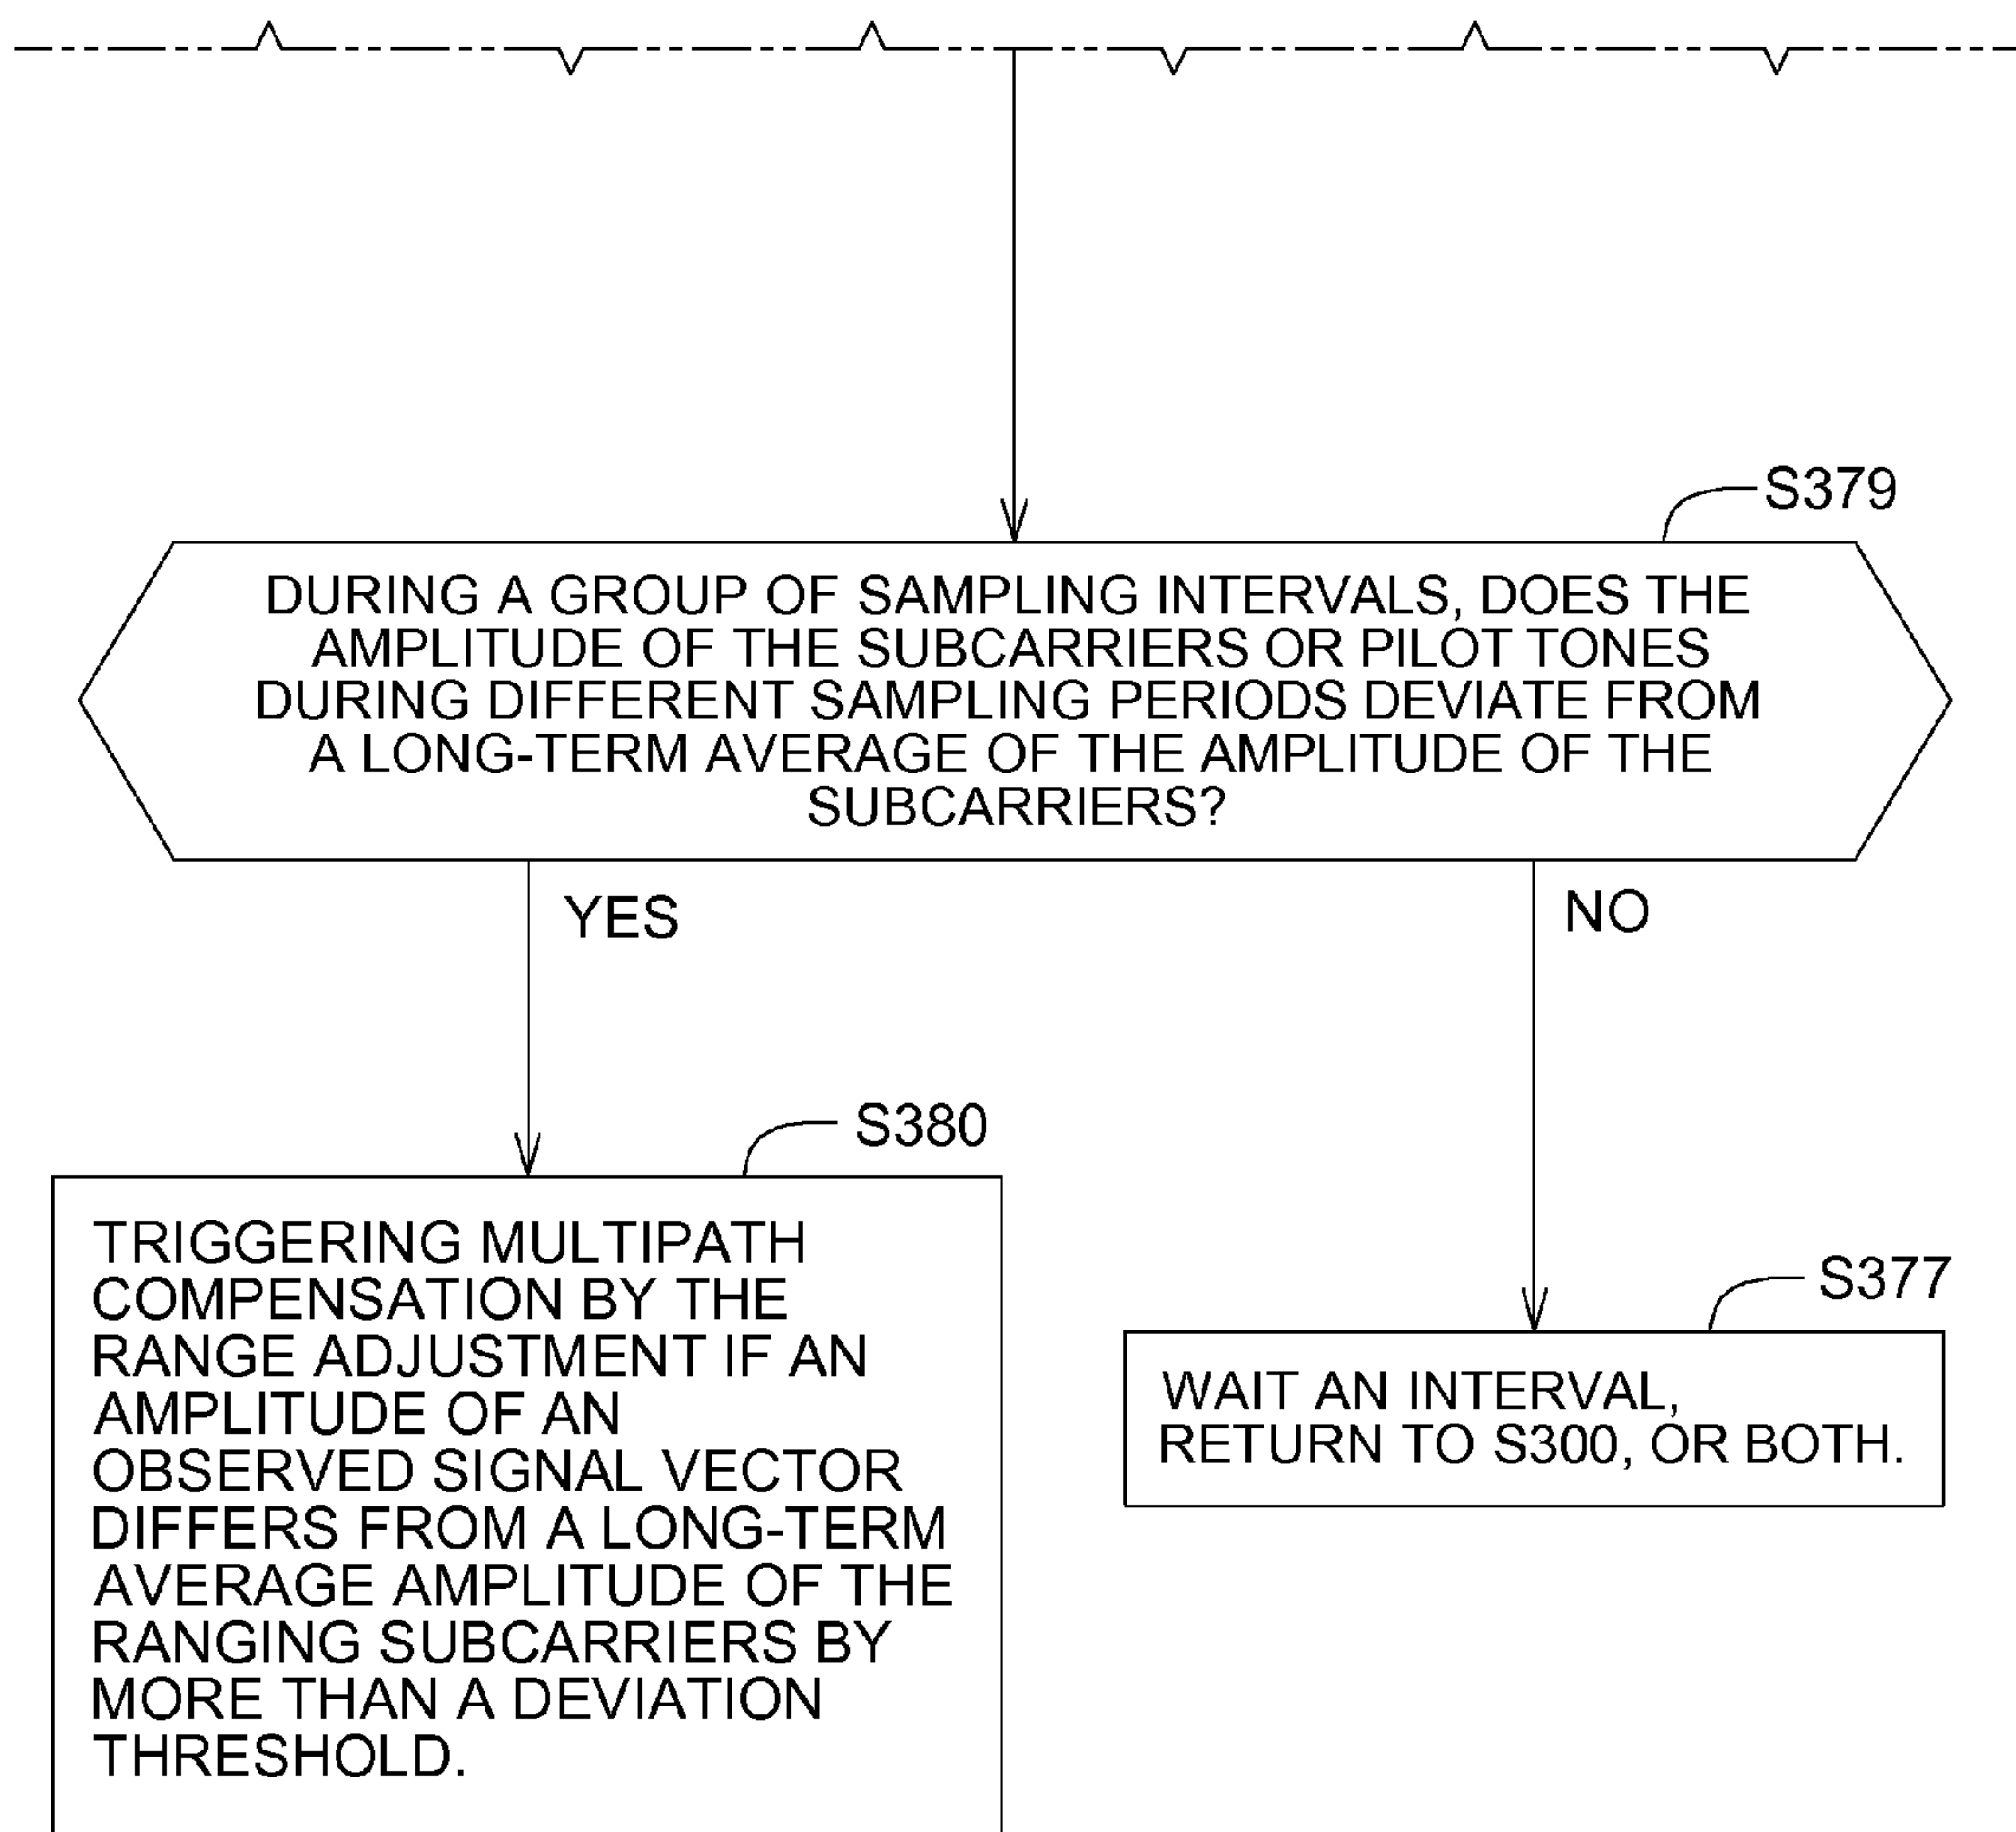 S379
DURING A GROUP OF SAMPLING INTERVALS, DOES THE
AMPLITUDE OF THE SUBCARRIERS OR PILOT TONES
DURING DIFFERENT SAMPLING PERIODS DEVIATE FROM
A LONG-TERM AVERAGE OF THE AMPLITUDE OF THE
SUBCARRIERS?
YES
NO
S380
TRIGGERING MULTIPATH
COMPENSATION BY THE
RANGE ADJUSTMENT IF AN
AMPLITUDE OF AN
OBSERVED SIGNAL VECTOR
DIFFERS FROM A LONG-TERM
AVERAGE AMPLITUDE OF THE
RANGING SUBCARRIERS BY
MORE THAN A DEVIATION
THRESHOLD.
S377
WAIT AN INTERVAL,
RETURN TO S300, OR BOTH.